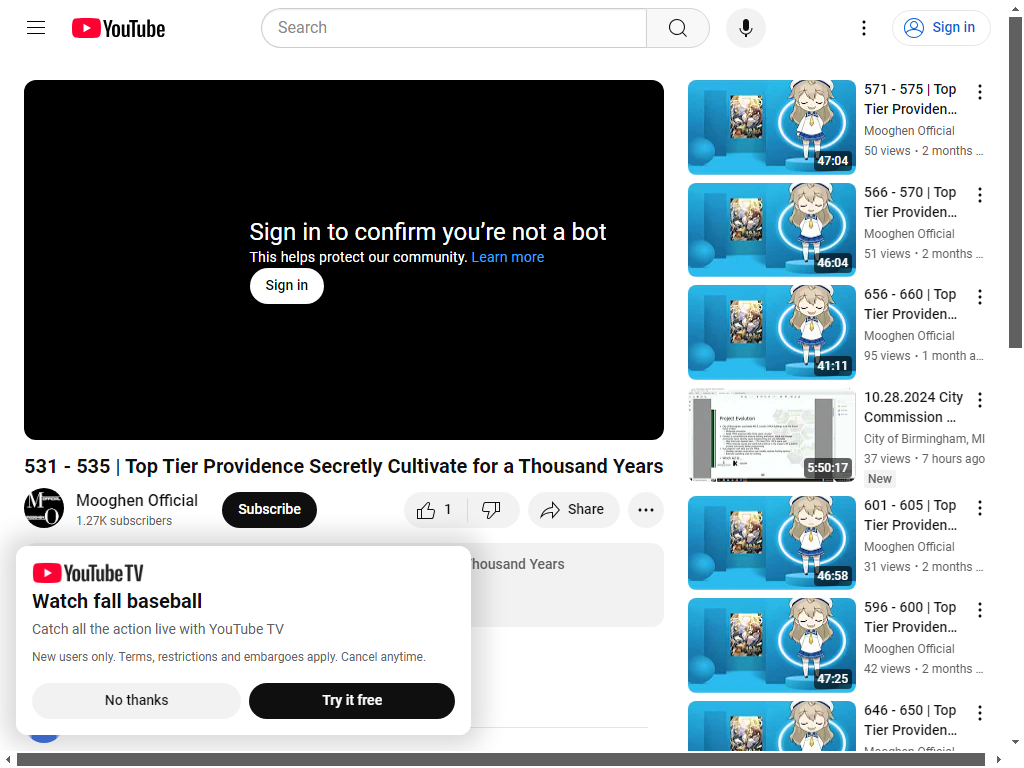 YouTube
Search
Sign in
Sign in to confirm you’re not a bot
This helps protect our community. Learn more
Sign in
531 - 535 | Top Tier Providence Secretly Cultivate for a Thousand Years
Mooghen Official
1.27K subscribers
Subscribe
1
Share
housand Years
YouTube TV
Watch fall baseball
Catch all the action live with YouTube TV
New users only. Terms, restrictions and embargoes apply. Cancel anytime.
No thanks
Try it free
47:04
571 - 575 | Top
Tier Providen…
Mooghen Official
50 views • 2 months …
46:04
566 - 570 | Top
Tier Providen…
Mooghen Official
51 views • 2 months …
41:11
656 - 660 | Top
Tier Providen…
Mooghen Official
95 views • 1 month a…
Project Evolution
5:50:17
10.28.2024 City
Commission …
City of Birmingham, MI
37 views • 7 hours ago
New
46:58
601 - 605 | Top
Tier Providen…
Mooghen Official
31 views • 2 months …
47:25
596 - 600 | Top
Tier Providen…
Mooghen Official
42 views • 2 months …
646 - 650 | Top
Tier Providen…
Mooghen Official